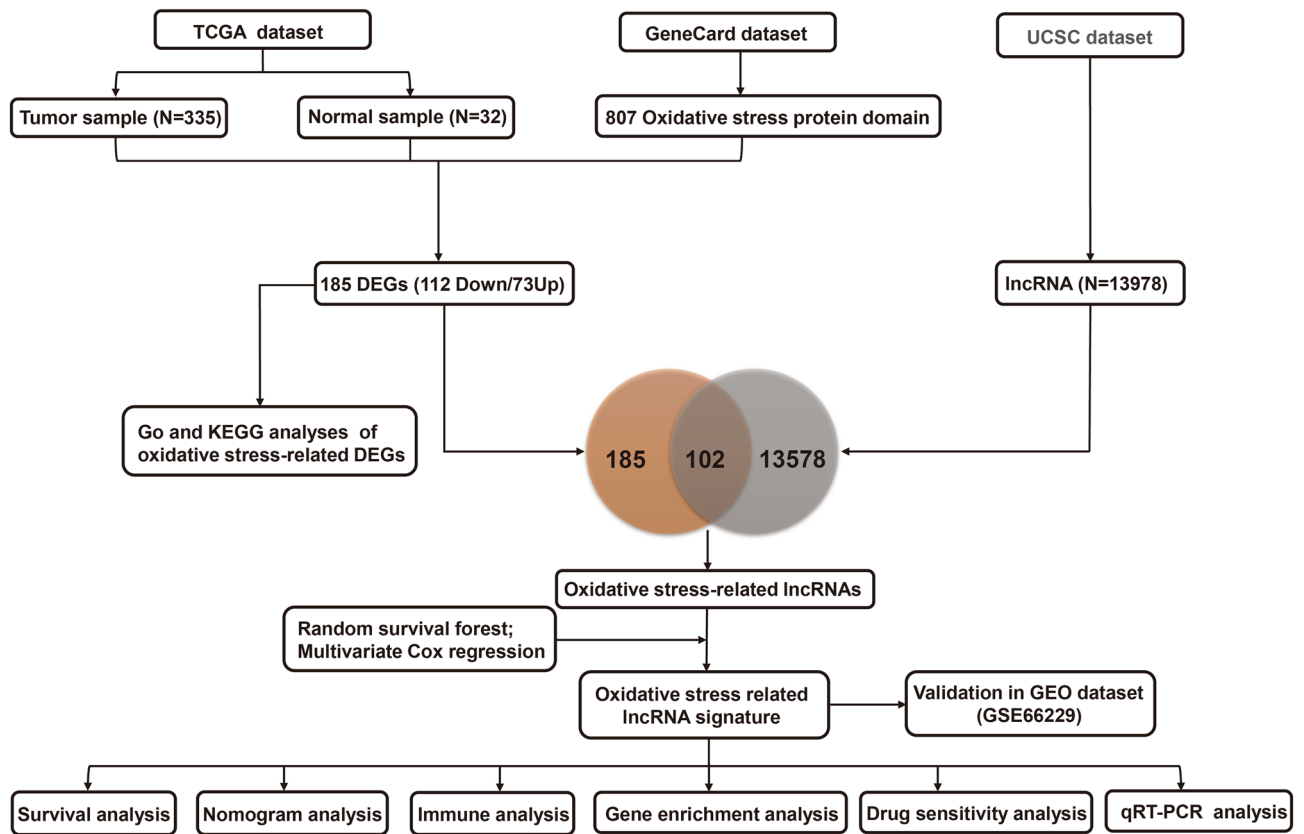 TCGA dataset
GeneCard dataset
UCSC dataset
Tumor sample (N=335)
Normal sample (N=32)
807 Oxidative stress protein domain
185 DEGs (112 Down/73Up)
lncRNA (N=13978)
Go and KEGG analyses of
oxidative stress-related DEGs
185
102
13578
Oxidative stress-related lncRNAs
Random survival forest;
Multivariate Cox regression
Oxidative stress related
lncRNA signature
Validation in GEO dataset
(GSE66229)
Survival analysis
Nomogram analysis
Immune analysis
Gene enrichment analysis
Drug sensitivity analysis
qRT-PCR analysis